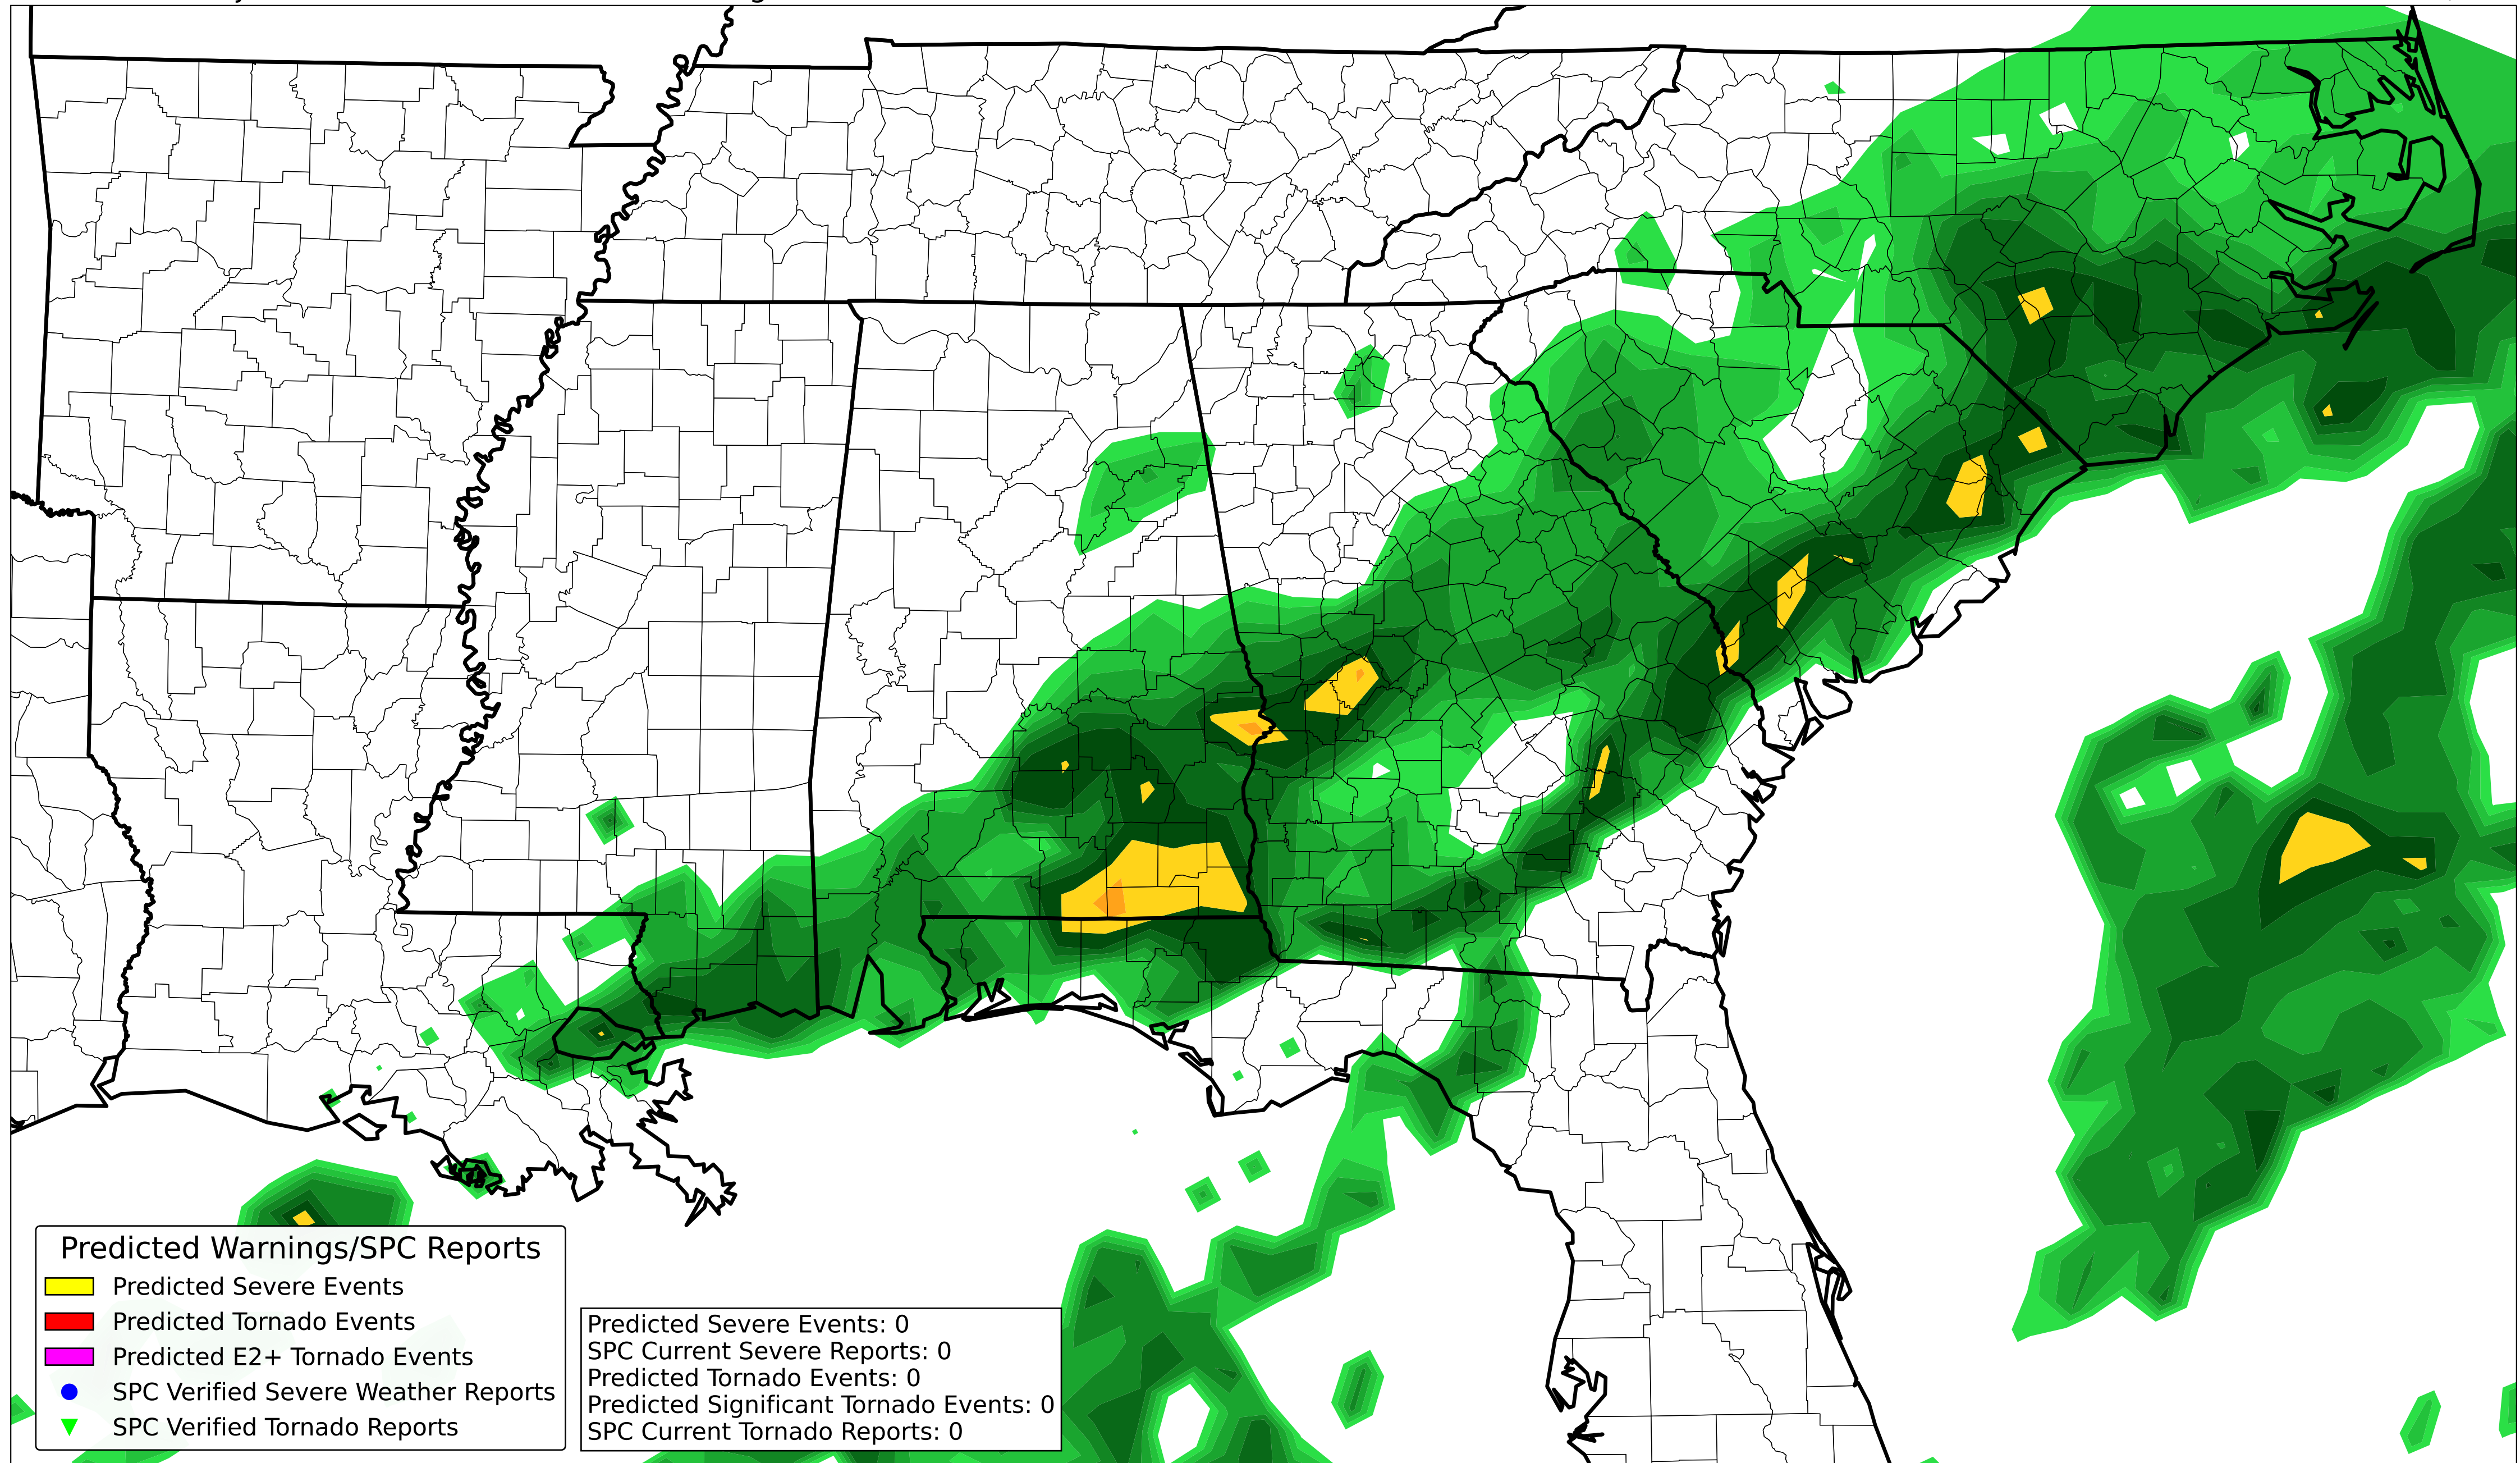 Predicted Warnings/SPC Reports
Predicted Severe Events
Predicted Tornado Events
Predicted E2+ Tornado Events
SPC Verified Severe Weather Reports
SPC Verified Tornado Reports
Predicted Severe Events: 0
SPC Current Severe Reports: 0
Predicted Tornado Events: 0
Predicted Significant Tornado Events: 0
SPC Current Tornado Reports: 0